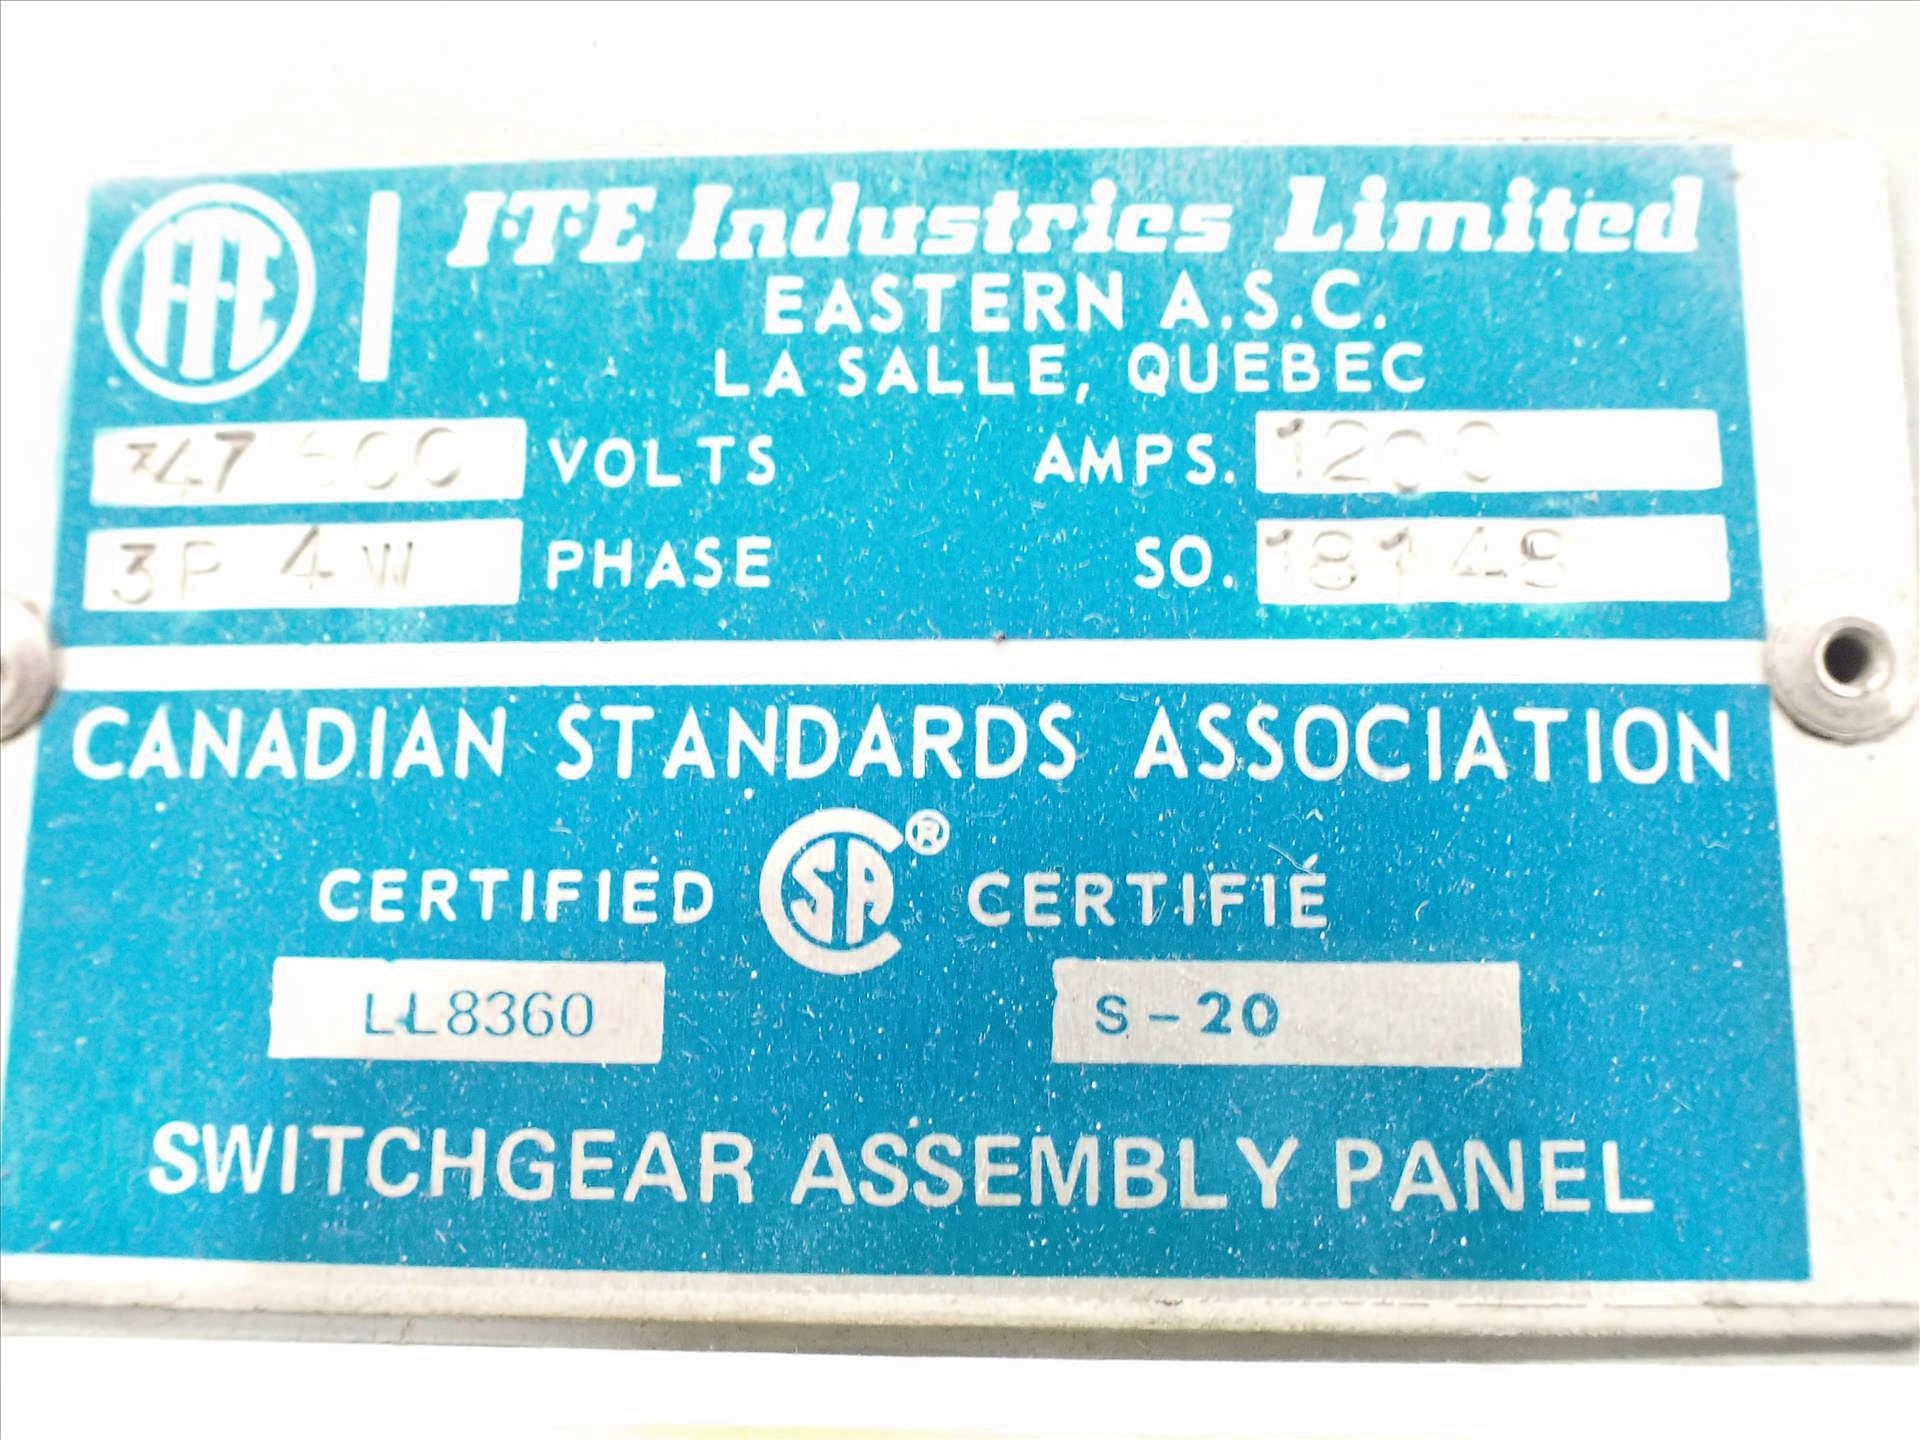 ITE I·T·E Industries Limited
EASTERN A.S.C.
LA SALLE, QUEBEC
347 600 VOLTS AMPS. 1200
3P 4W PHASE SO. 18148
CANADIAN STANDARDS ASSOCIATION
CERTIFIED CSA ® CERTIFIÉ
LL8360 S-20
SWITCHGEAR ASSEMBLY PANEL